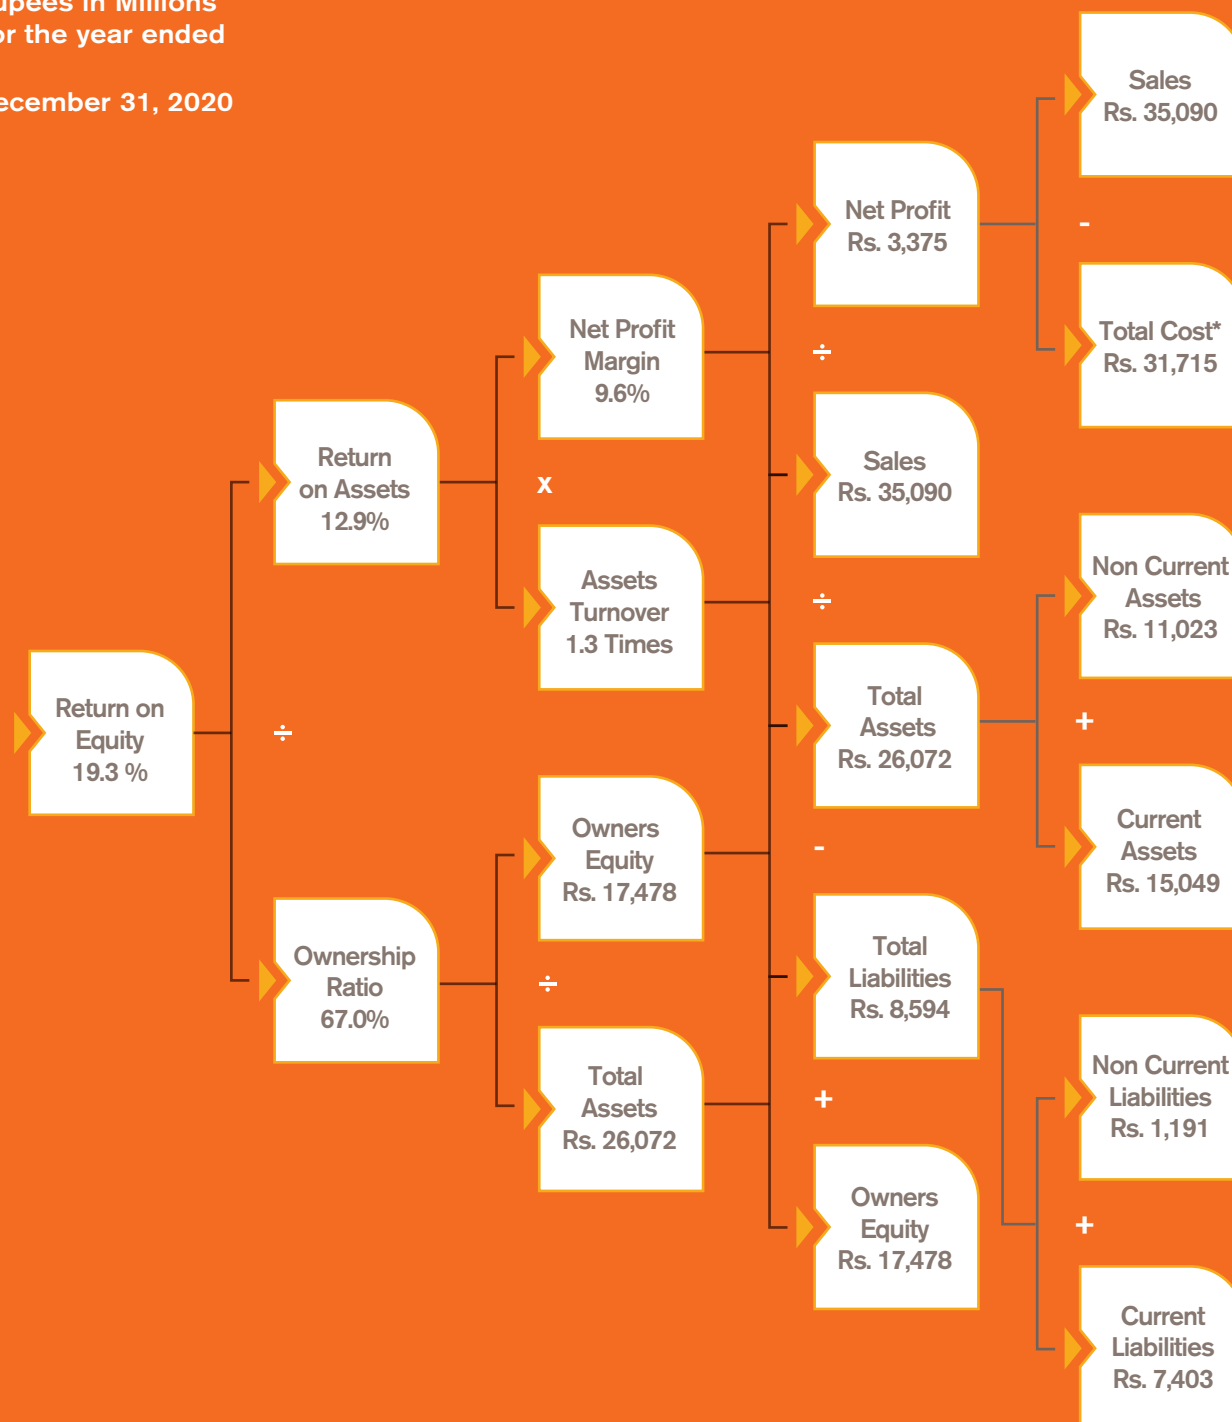 upees in Millions
or the year ended
ecember 31, 2020
Return on
Equity
19.3 %
÷
Return
on Assets
12.9%
Ownership
Ratio
67.0%
Net Profit
Margin
9.6%
x
Assets
Turnover
1.3 Times
Owners
Equity
Rs. 17,478
÷
Total
Assets
Rs. 26,072
Net Profit
Rs. 3,375
÷
Sales
Rs. 35,090
÷
Total
Assets
Rs. 26,072
-
Total
Liabilities
Rs. 8,594
+
Owners
Equity
Rs. 17,478
Sales
Rs. 35,090
-
Total Cost*
Rs. 31,715
Non Current
Assets
Rs. 11,023
+
Current
Assets
Rs. 15,049
Non Current
Liabilities
Rs. 1,191
+
Current
Liabilities
Rs. 7,403